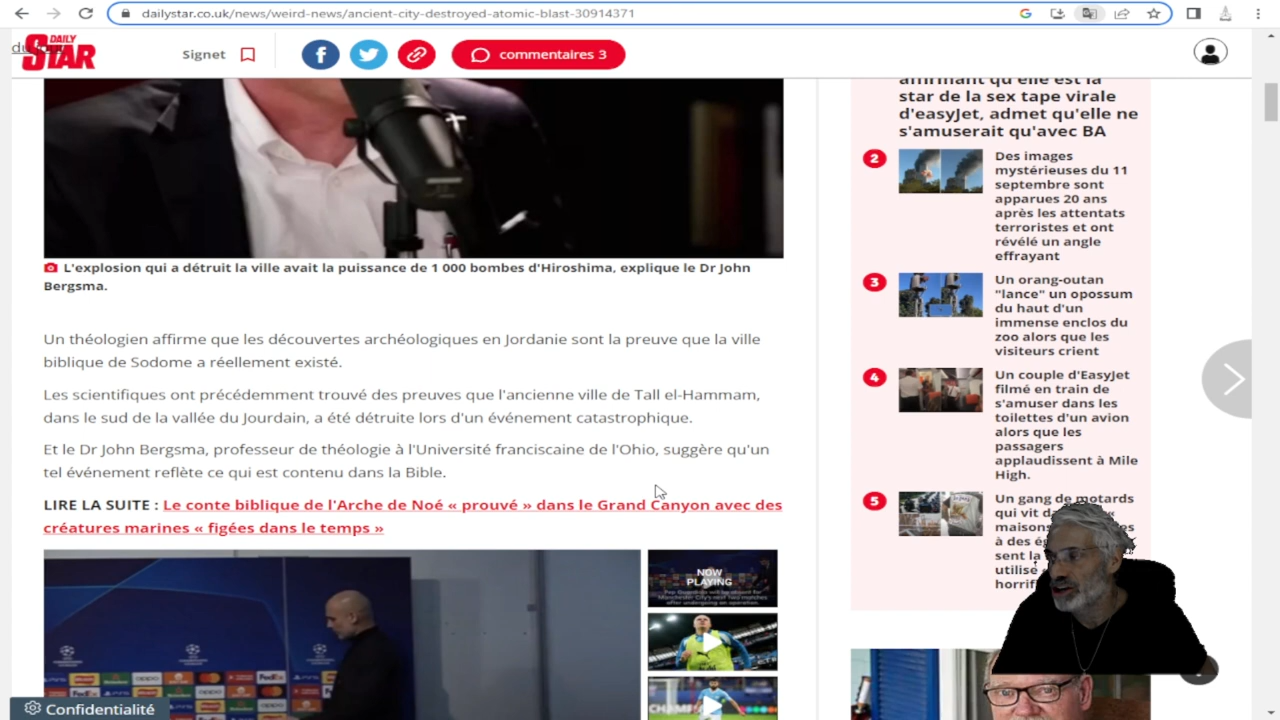 dailystar.co.uk/news/weird-news/ancient-city-destroyed-atomic-blast-30914371
DAILY
STAR
Signet
commentaires 3
L'explosion qui a détruit la ville avait la puissance de 1 000 bombes d'Hiroshima, explique le Dr John
Bergsma.
Un théologien affirme que les découvertes archéologiques en Jordanie sont la preuve que la ville
biblique de Sodome a réellement existé.
Les scientifiques ont précédemment trouvé des preuves que l'ancienne ville de Tall el-Hammam,
dans le sud de la vallée du Jourdain, a été détruite lors d'un événement catastrophique.
Et le Dr John Bergsma, professeur de théologie à l'Université franciscaine de l'Ohio, suggère qu'un
tel événement reflète ce qui est contenu dans la Bible.
LIRE LA SUITE : Le conte biblique de l'Arche de Noé « prouvé » dans le Grand Canyon avec des
créatures marines « figées dans le temps »
NOW
PLAYING
Confidentialité
affirmant qu'elle est la
star de la sex tape virale
d'easyJet, admet qu'elle ne
s'amuserait qu'avec BA
2
Des images
mystérieuses du 11
septembre sont
apparues 20 ans
après les attentats
terroristes et ont
révélé un angle
effrayant
3
Un orang-outan
"lance" un opossum
du haut d'un
immense enclos du
zoo alors que les
visiteurs crient
4
Un couple d'EasyJet
filmé en train de
s'amuser dans les
toilettes d'un avion
alors que les
passagers
applaudissent à Mile
High.
5
Un gang de motards
qui vit
maisons
à des
sent la
utilisé